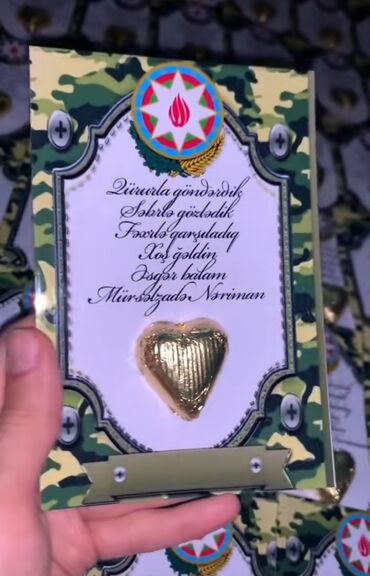 Qürurla göndərdik
Səbrlə gözlədik
Fəxrlə qarşıladıq
Xoş gəldin
Əsgər balam
Mürsəlzadə Nəriman